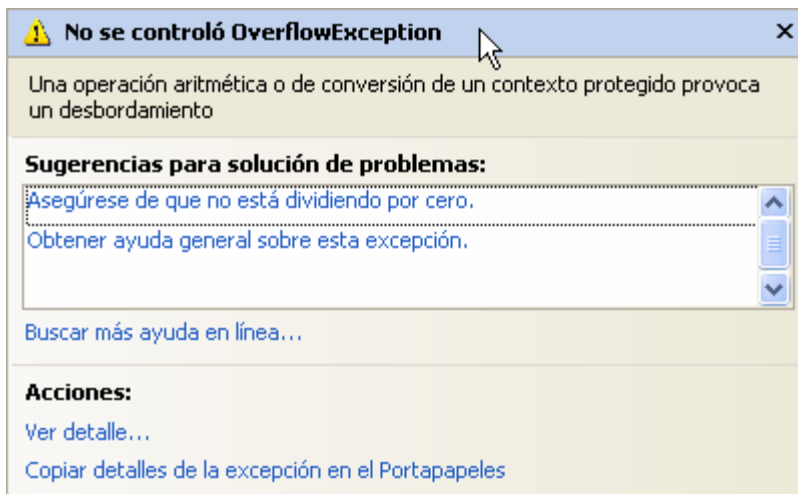 No se controló OverflowException
Una operación aritmética o de conversión de un contexto protegido provoca
un desbordamiento
Sugerencias para solución de problemas:
Asegúrese de que no está dividiendo por cero.
Obtener ayuda general sobre esta excepción.
Buscar más ayuda en línea...
Acciones:
Ver detalle...
Copiar detalles de la excepción en el Portapapeles